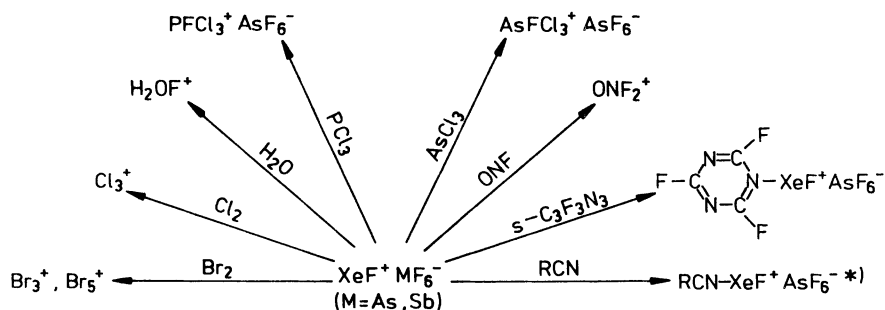 PFCl₃⁺ AsF₆⁻
AsFCl₃⁺ AsF₆⁻
H₂OF⁺
ONF₂⁺
PCl₃
AsCl₃
H₂O
ONF
Cl₃⁺
Cl₂
s-C₃F₃N₃
F
N
C
F
N
C
N
C
F
XeF⁺AsF₆⁻
Br₃⁺ , Br₅⁺
Br₂
XeF⁺ MF₆⁻
RCN
RCN–XeF⁺ AsF₆⁻ *)
(M=As,Sb)